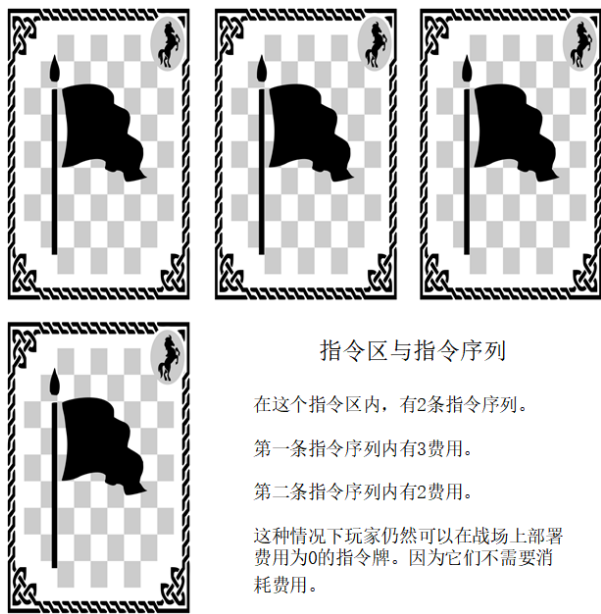 指令区与指令序列
在这个指令区内，有2条指令序列。
第一条指令序列内有3费用。
第二条指令序列内有2费用。
这种情况下玩家仍然可以在战场上部署
费用为0的指令牌。因为它们不需要消
耗费用。